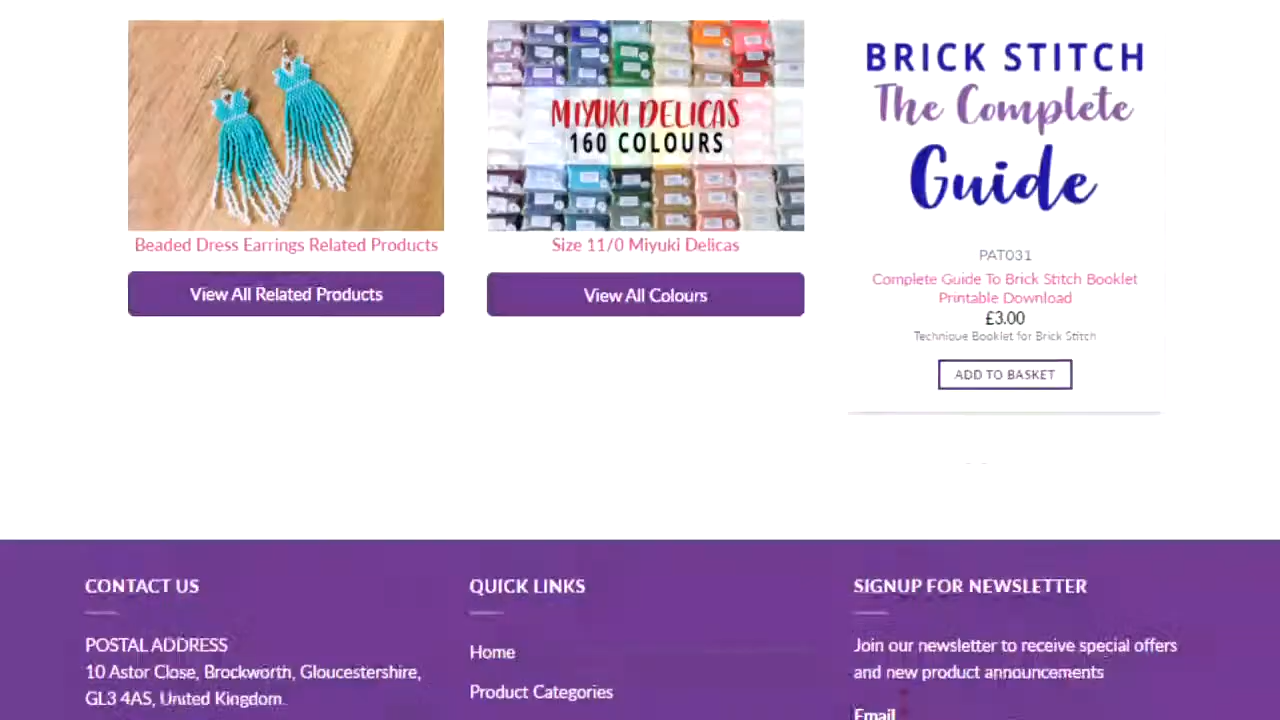 Beaded Dress Earrings Related Products
View All Related Products
MIYUKI DELICAS
160 COLOURS
Size 11/0 Miyuki Delicas
View All Colours
BRICK STITCH
The Complete
Guide
PAT031
Complete Guide To Brick Stitch Booklet
Printable Download
£3.00
Technique Booklet for Brick Stitch
ADD TO BASKET
CONTACT US
POSTAL ADDRESS
10 Astor Close, Brockworth, Gloucestershire,
GL3 4AS, United Kingdom.
QUICK LINKS
Home
Product Categories
SIGNUP FOR NEWSLETTER
Join our newsletter to receive special offers
and new product announcements
Email